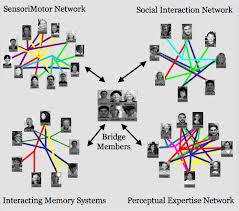 SensoriMotor Network
Social Interaction Network
Bridge
Members
Interacting Memory Systems
Perceptual Expertise Network